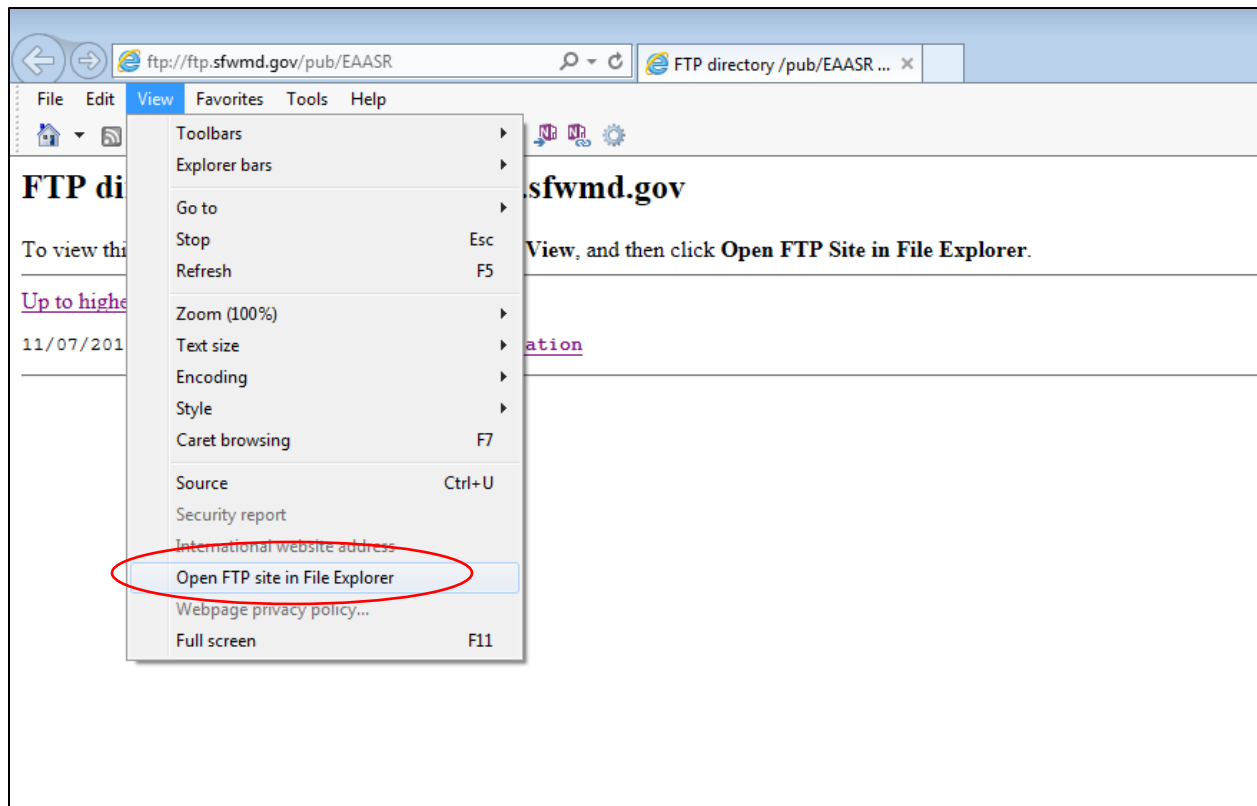 ftp://ftp.sfwmd.gov/pub/EAASR FTP directory /pub/EAASR ...
File Edit View Favorites Tools Help
Toolbars
Explorer bars
FTP di .sfwmd.gov
Go to
Stop Esc
To view thi View, and then click Open FTP Site in File Explorer.
Refresh F5
Up to highe
Zoom (100%)
11/07/201 Text size ation
Encoding
Style
Caret browsing F7
Source Ctrl+U
Security report
International website address
Open FTP site in File Explorer
Webpage privacy policy...
Full screen F11